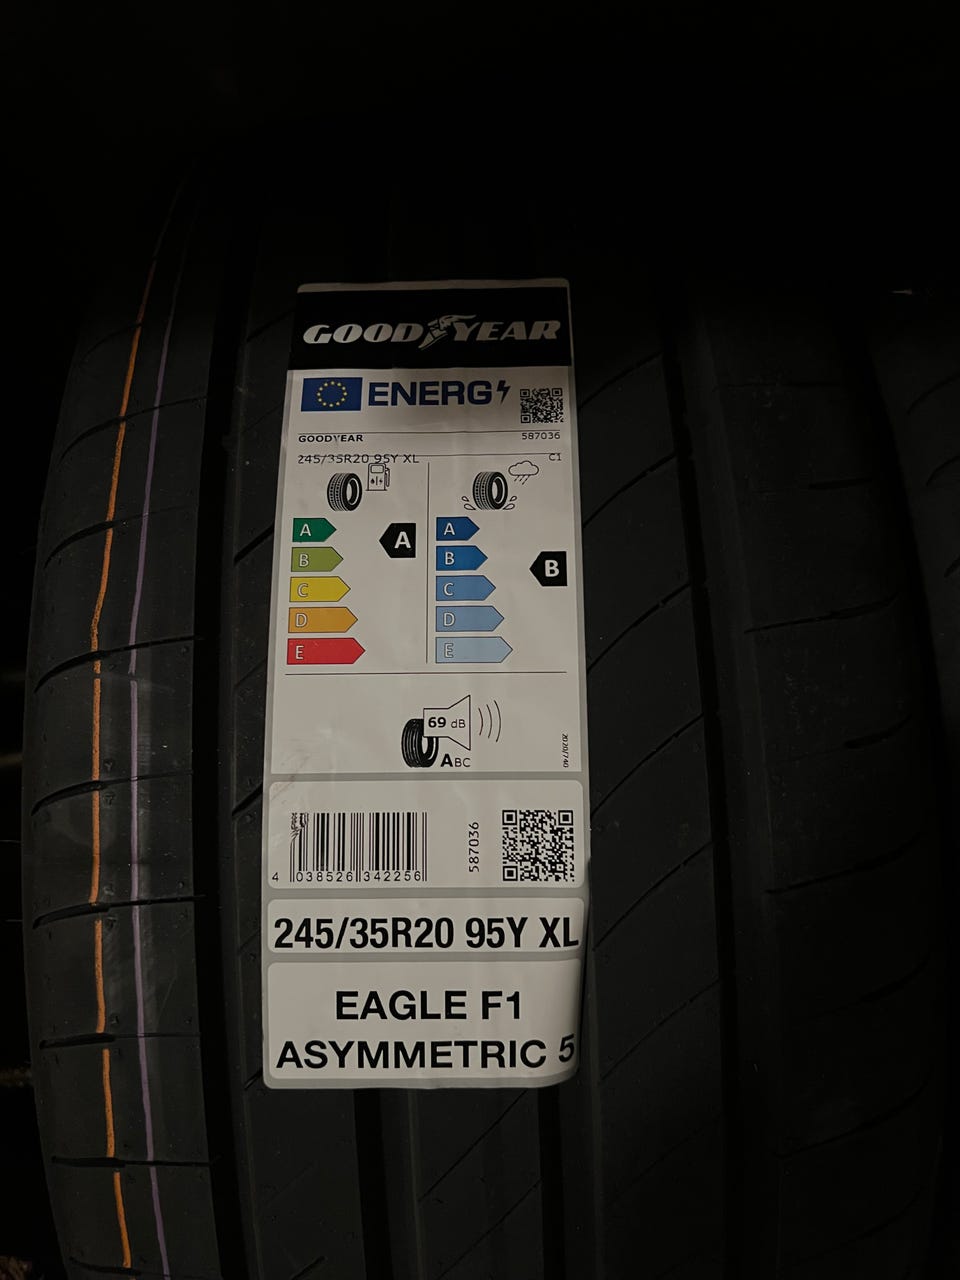 GOODYEAR
ENERG
GOODYEAR 587036
245/35R20 95Y XL C1
A A A
B B B
C C
D D
E E
69 dB
ABC
2020/740
4 038526 342256
587036
245/35R20 95Y XL
EAGLE F1
ASYMMETRIC 5